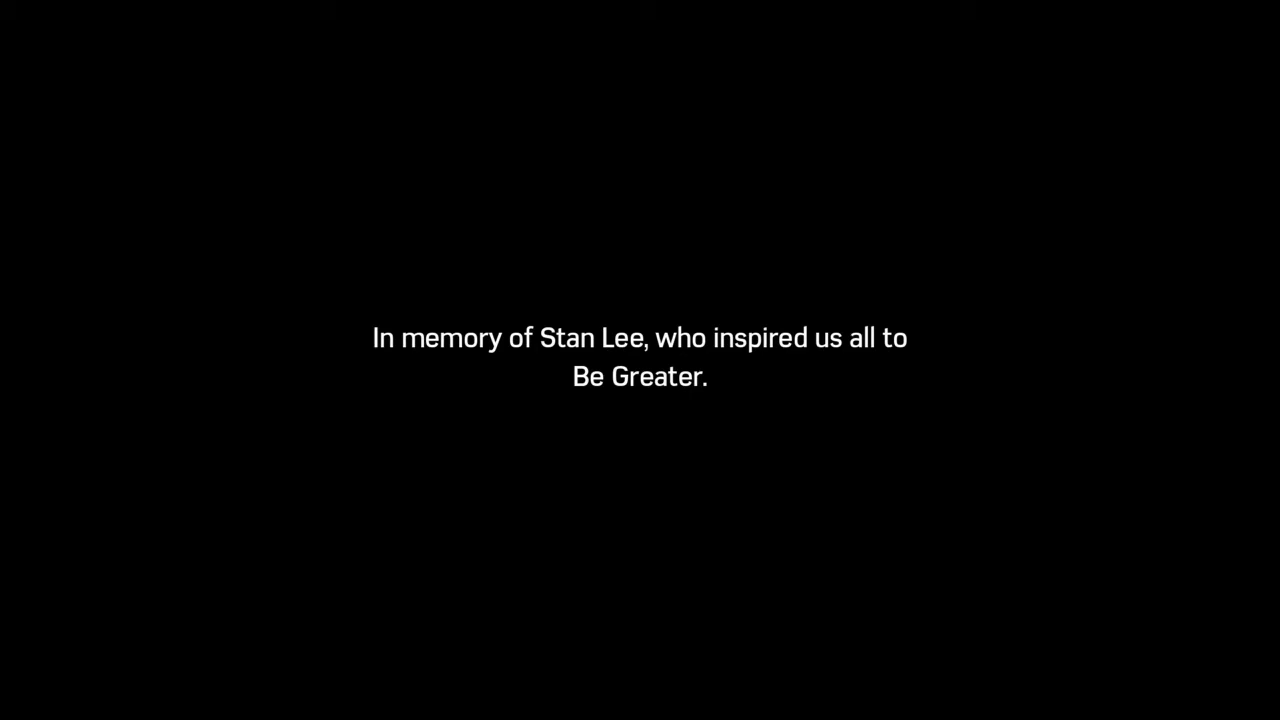 In memory of Stan Lee, who inspired us all to
Be Greater.